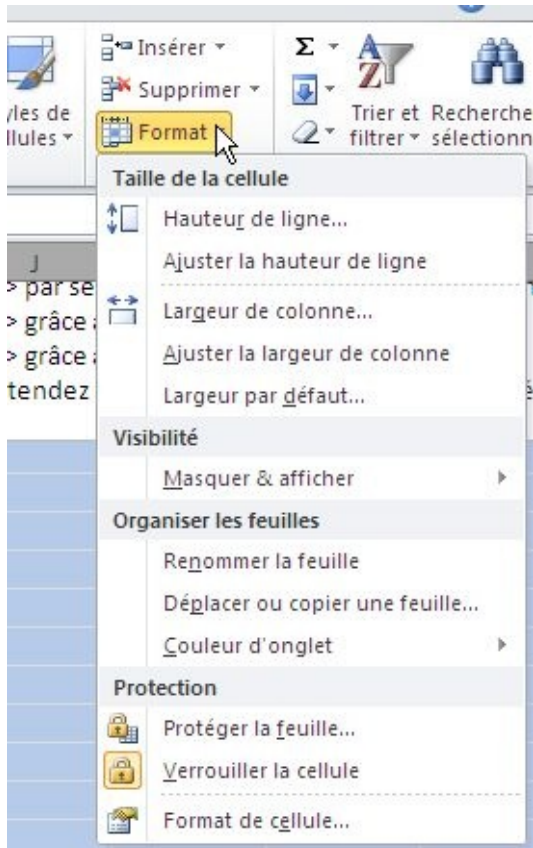 Insérer
Supprimer
Format
Σ
Trier et
filtrer
Recherche
sélectionn
yles de
llules
J
> par se
> grâce
> grâce
tendez
Taille de la cellule
Hauteur de ligne...
Ajuster la hauteur de ligne
Largeur de colonne...
Ajuster la largeur de colonne
Largeur par défaut...
Visibilité
Masquer & afficher
Organiser les feuilles
Renommer la feuille
Déplacer ou copier une feuille...
Couleur d'onglet
Protection
Protéger la feuille...
Verrouiller la cellule
Format de cellule...